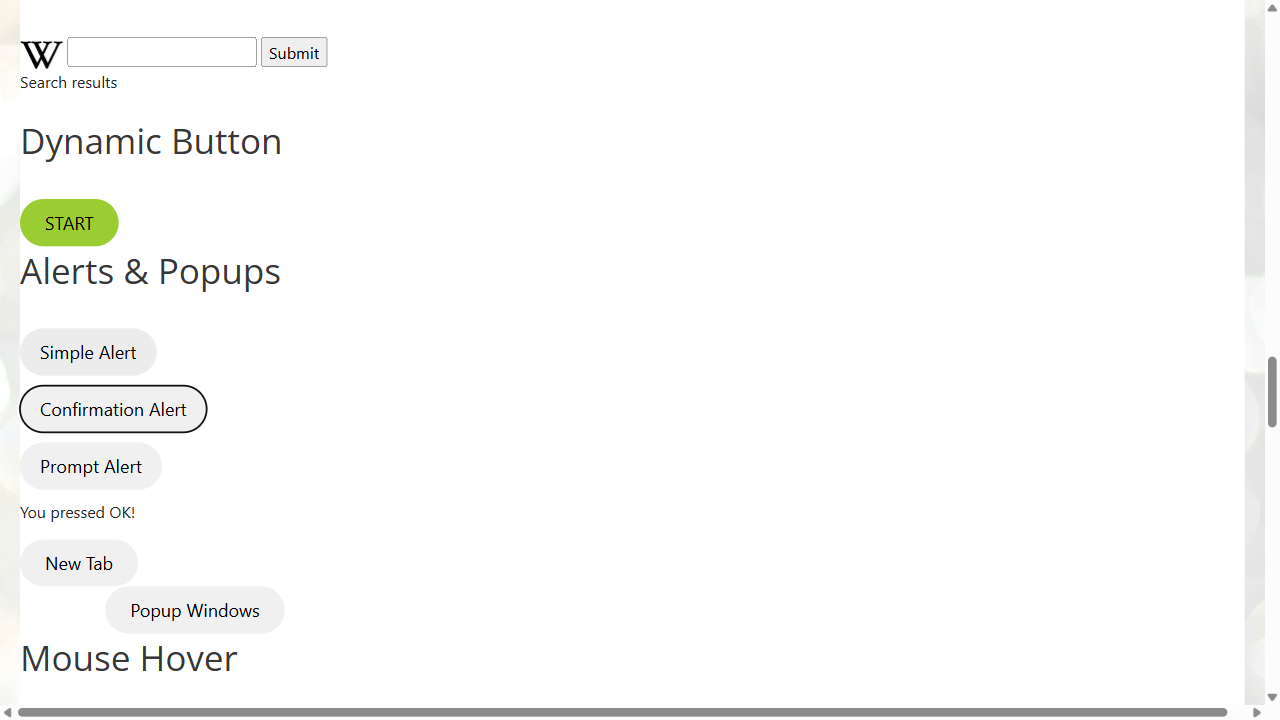 W Submit
Search results
Dynamic Button
START
Alerts & Popups
Simple Alert
Confirmation Alert
Prompt Alert
You pressed OK!
New Tab
Popup Windows
Mouse Hover